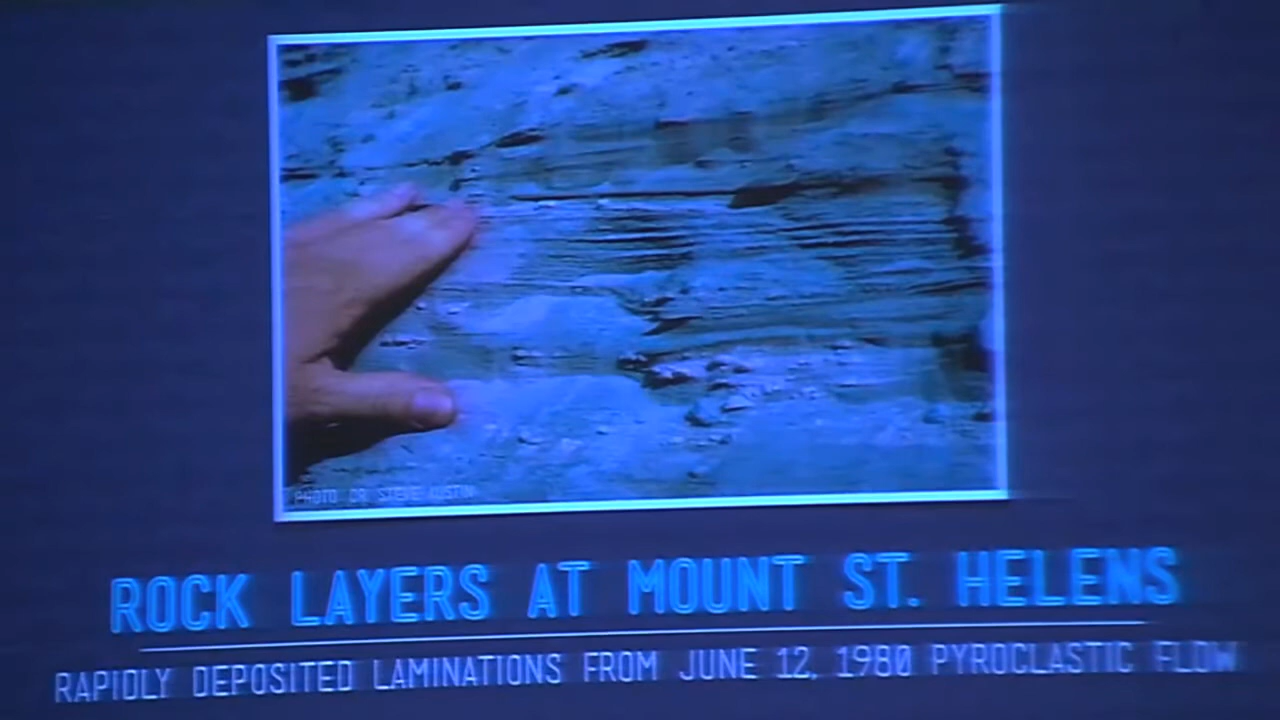 PHOTO DR STEVE AUSTIN
ROCK LAYERS AT MOUNT ST. HELENS
RAPIDLY DEPOSITED LAMINATIONS FROM JUNE 12, 1980 PYROCLASTIC FLOW